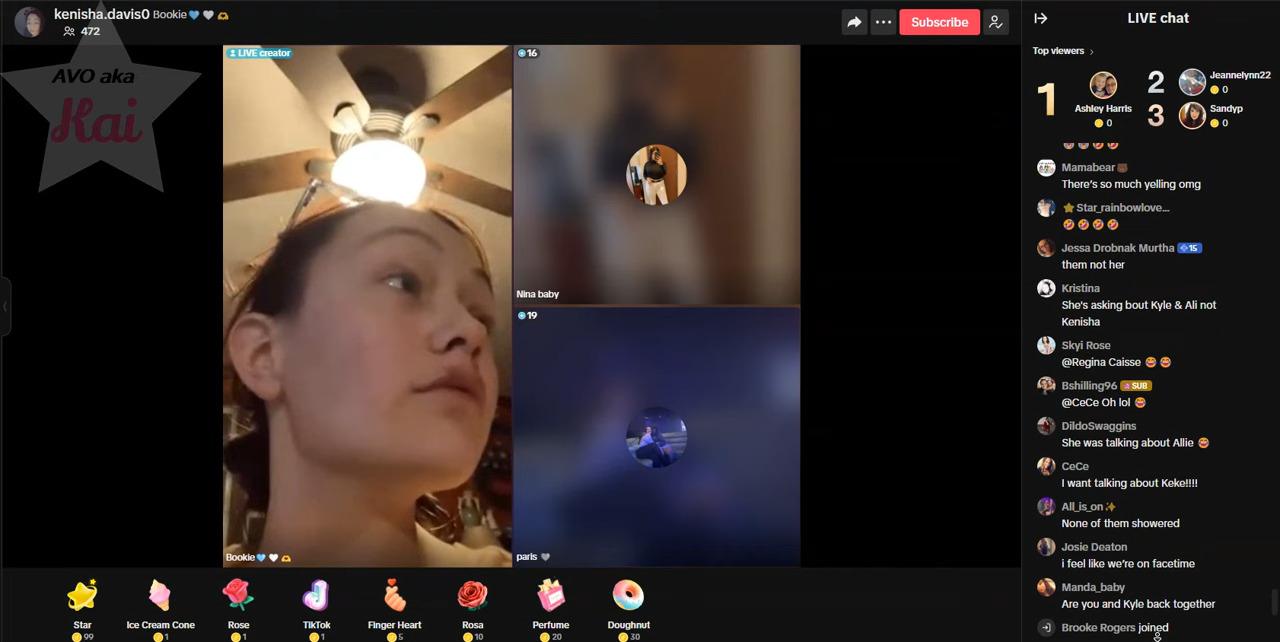 kenisha.davis0 Bookie💙🤍🫶
472
Subscribe
LIVE chat
AVO aka
Kai
LIVE creator
16
Nina baby
19
Bookie💙🤍🫶
paris 🩶
Star
99
Ice Cream Cone
1
Rose
1
TikTok
1
Finger Heart
5
Rosa
10
Perfume
20
Doughnut
30
Top viewers
1
Ashley Harris
0
2
Jeannelynn22
0
3
Sandyp
0
🤣🤣🤣🤣
Mamabear🐻
There's so much yelling omg
⭐Star_rainbowlove...
🤣🤣🤣🤣
Jessa Drobnak Murtha 15
them not her
Kristina
She's asking bout Kyle & Ali not
Kenisha
Skyi Rose
@Regina Caisse 😂😂
Bshilling96 SUB
@CeCe Oh lol 😂
DildoSwaggins
She was talking about Allie 😂
CeCe
I want talking about Keke!!!!
All_is_on✨
None of them showered
Josie Deaton
i feel like we're on facetime
Manda_baby
Are you and Kyle back together
Brooke Rogers joined